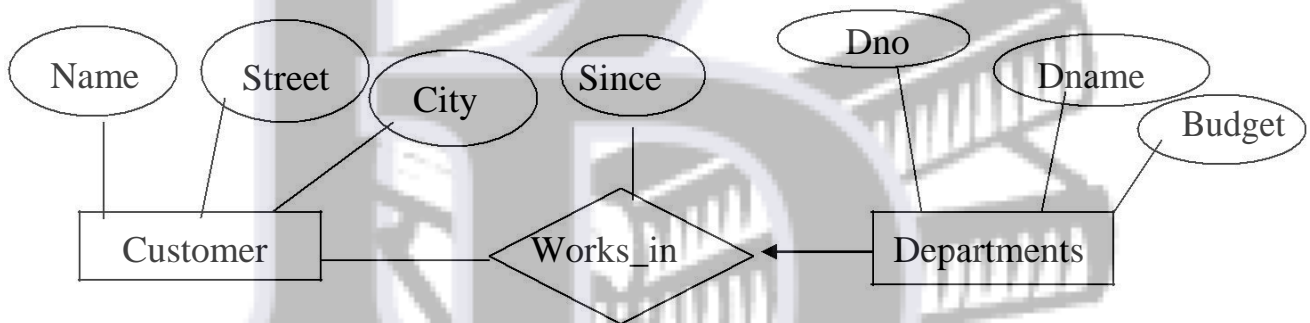 Name
Street
City
Since
Dno
Dname
Budget
Customer
Works_in
Departments